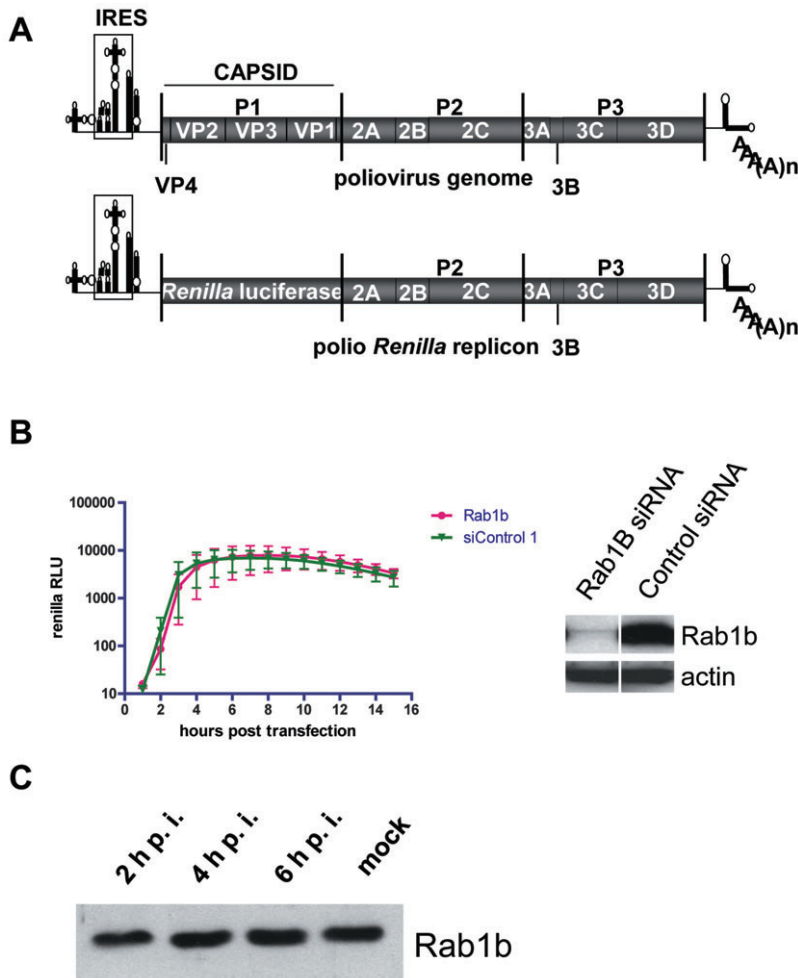 A
IRES
CAPSID
P1 P2 P3
VP2 VP3 VP1 2A 2B 2C 3A 3C 3D
VP4
poliovirus genome
3B
AAA(A)n
P2 P3
Renilla luciferase 2A 2B 2C 3A 3C 3D
polio Renilla replicon
3B
AAA(A)n
B
100000
10000
1000
100
10
renilla RLU
0 2 4 6 8 10 12 14 16
hours post transfection
Rab1b
siControl 1
Rab1B siRNA
Control siRNA
Rab1b
actin
C
2 h p. i.
4 h p. i.
6 h p. i.
mock
Rab1b